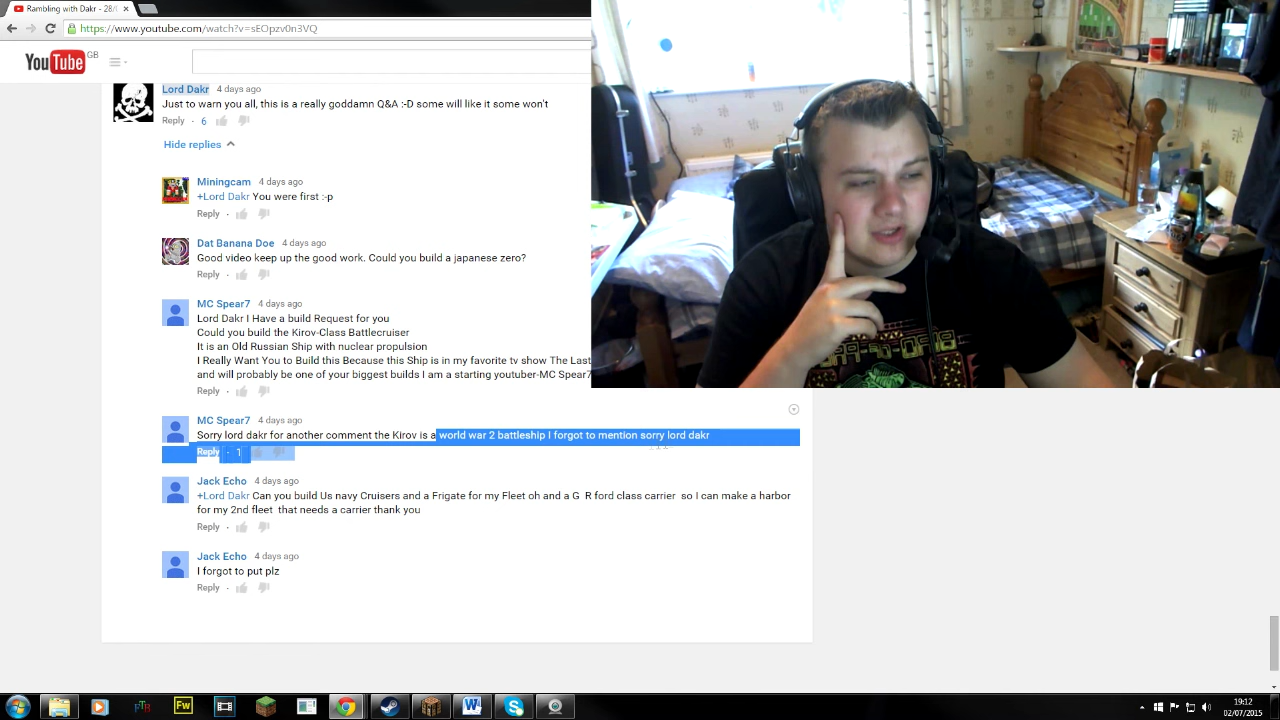 Rambling with Dakr - 28/
https://www.youtube.com/watch?v=sEOpzv0n3VQ
YouTube GB
Lord Dakr 4 days ago
Just to warn you all, this is a really goddamn Q&A :-D some will like it some won't
Reply · 6
Hide replies
Miningcam 4 days ago
+Lord Dakr You were first :-p
Reply ·
Dat Banana Doe 4 days ago
Good video keep up the good work. Could you build a japanese zero?
Reply ·
MC Spear7 4 days ago
Lord Dakr I Have a build Request for you
Could you build the Kirov-Class Battlecruiser
It is an Old Russian Ship with nuclear propulsion
I Really Want You to Build this Because this Ship is in my favorite tv show The Last
and will probably be one of your biggest builds I am a starting youtuber-MC Spear7
Reply ·
MC Spear7 4 days ago
Sorry lord dakr for another comment the Kirov is a world war 2 battleship I forgot to mention sorry lord dakr
Reply · 1
Jack Echo 4 days ago
+Lord Dakr Can you build Us navy Cruisers and a Frigate for my Fleet oh and a G R ford class carrier so I can make a harbor
for my 2nd fleet that needs a carrier thank you
Reply ·
Jack Echo 4 days ago
I forgot to put plz
Reply ·
Fw
19:12
02/07/2015